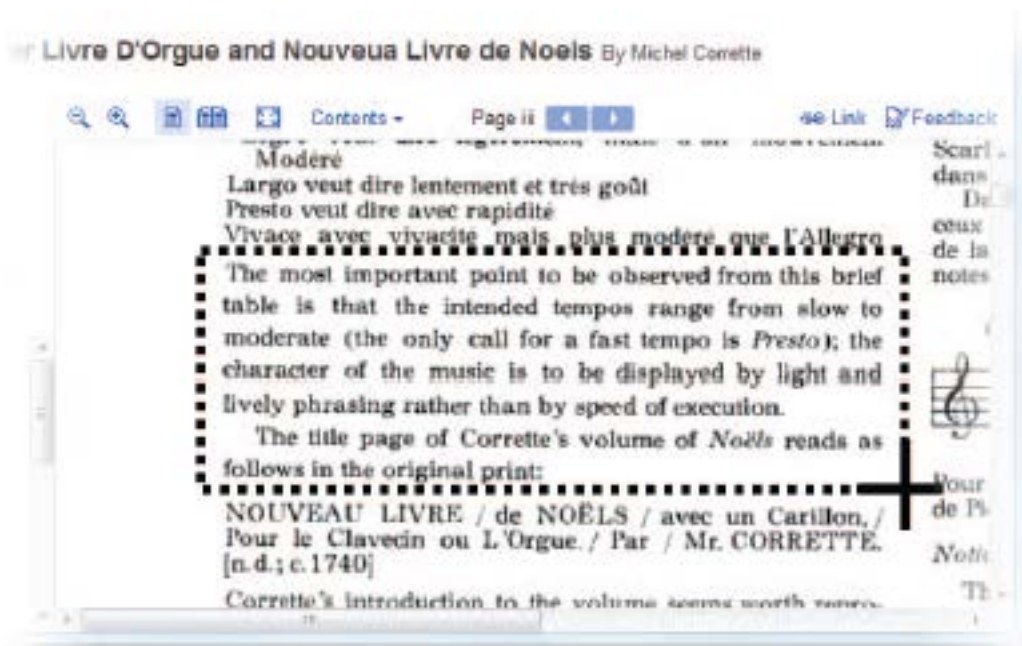 Livre D'Orgue and Nouveua Livre de Noels By Michel Corrette
Contents Page iii Link Feedback
Modéré
Largo veut dire lentement et très goût
Presto veut dire avec rapidité
Vivace avec vivacité mais plus modéré que l'Allegro
The most important point to be observed from this brief
table is that the intended tempos range from slow to
moderate (the only call for a fast tempo is Presto); the
character of the music is to be displayed by light and
lively phrasing rather than by speed of execution.
The title page of Corrette's volume of Noëls reads as
follows in the original print:
NOUVEAU LIVRE / de NOËLS / avec un Carillon, /
Pour le Clavecin ou L'Orgue. / Par / Mr. CORRETTE.
[n.d.; c. 1740]
Corrette's introduction to the volume seems worth
dans
ceux
de la
notes
Pour